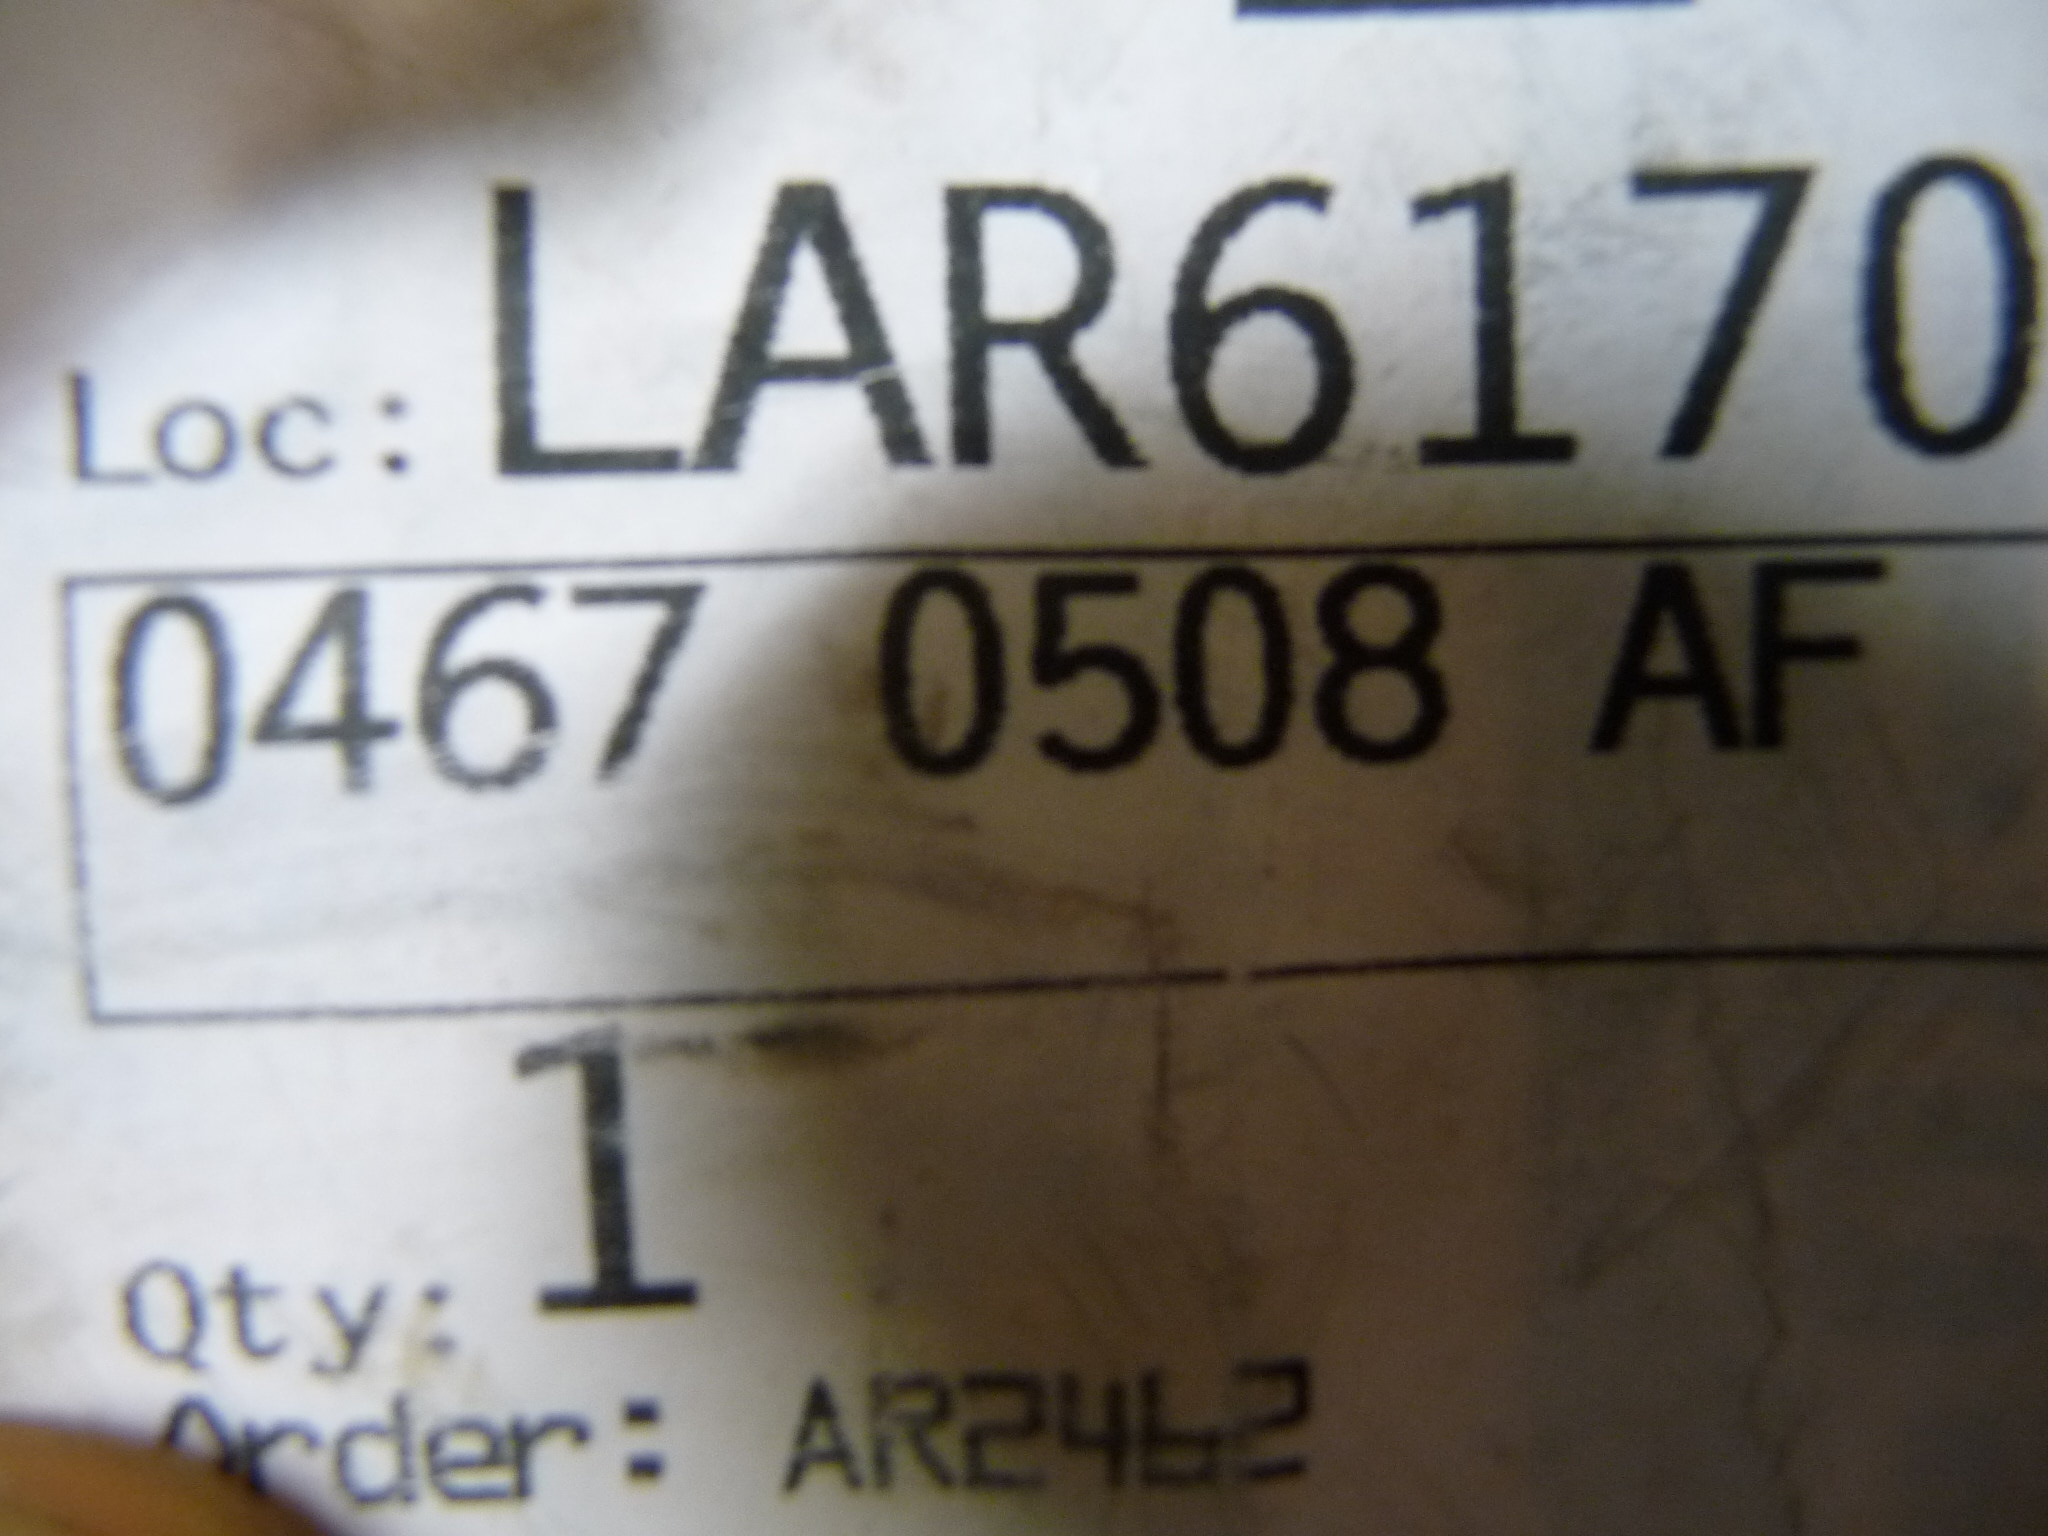 Loc: LAR6170
0467 0508 AF
Qty: 1
Order: AR2462